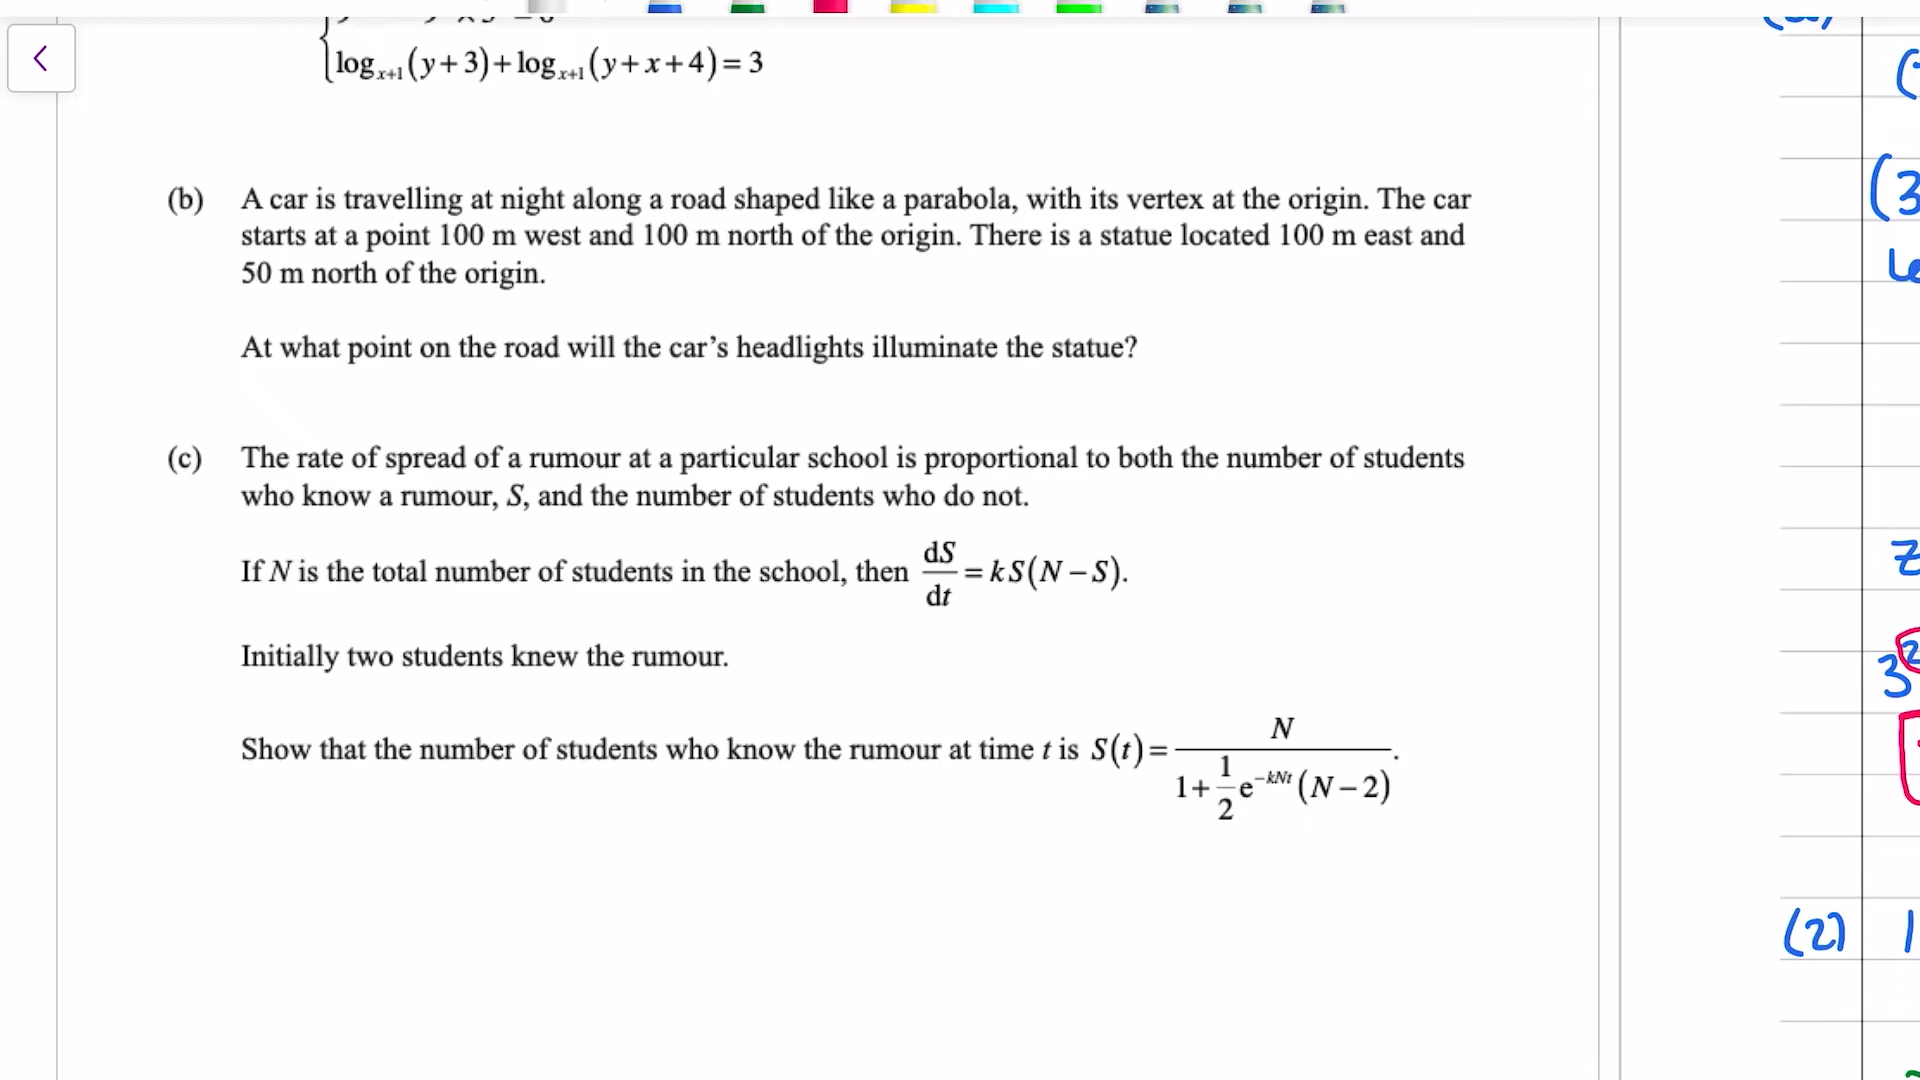 log_{x+1}(y+3)+log_{x+1}(y+x+4)=3
(b) A car is travelling at night along a road shaped like a parabola, with its vertex at the origin. The car
starts at a point 100 m west and 100 m north of the origin. There is a statue located 100 m east and
50 m north of the origin.
At what point on the road will the car's headlights illuminate the statue?
(c) The rate of spread of a rumour at a particular school is proportional to both the number of students
who know a rumour, S, and the number of students who do not.
If N is the total number of students in the school, then dS/dt = kS(N−S).
Initially two students knew the rumour.
Show that the number of students who know the rumour at time t is S(t)= N/(1+1/2 e^{−kNt}(N−2)).
(3
z
3²
(2) 1